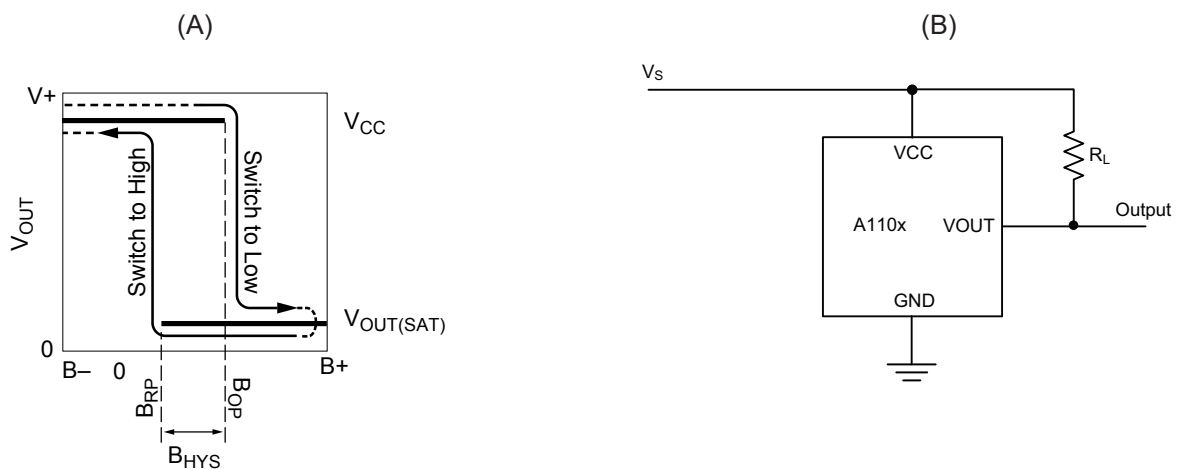 (A)
V+
VCC
Switch to High
Switch to Low
VOUT
VOUT(SAT)
0
B–
0
B+
BRP
BOP
BHYS
(B)
VS
VCC
RL
A110x
VOUT
Output
GND